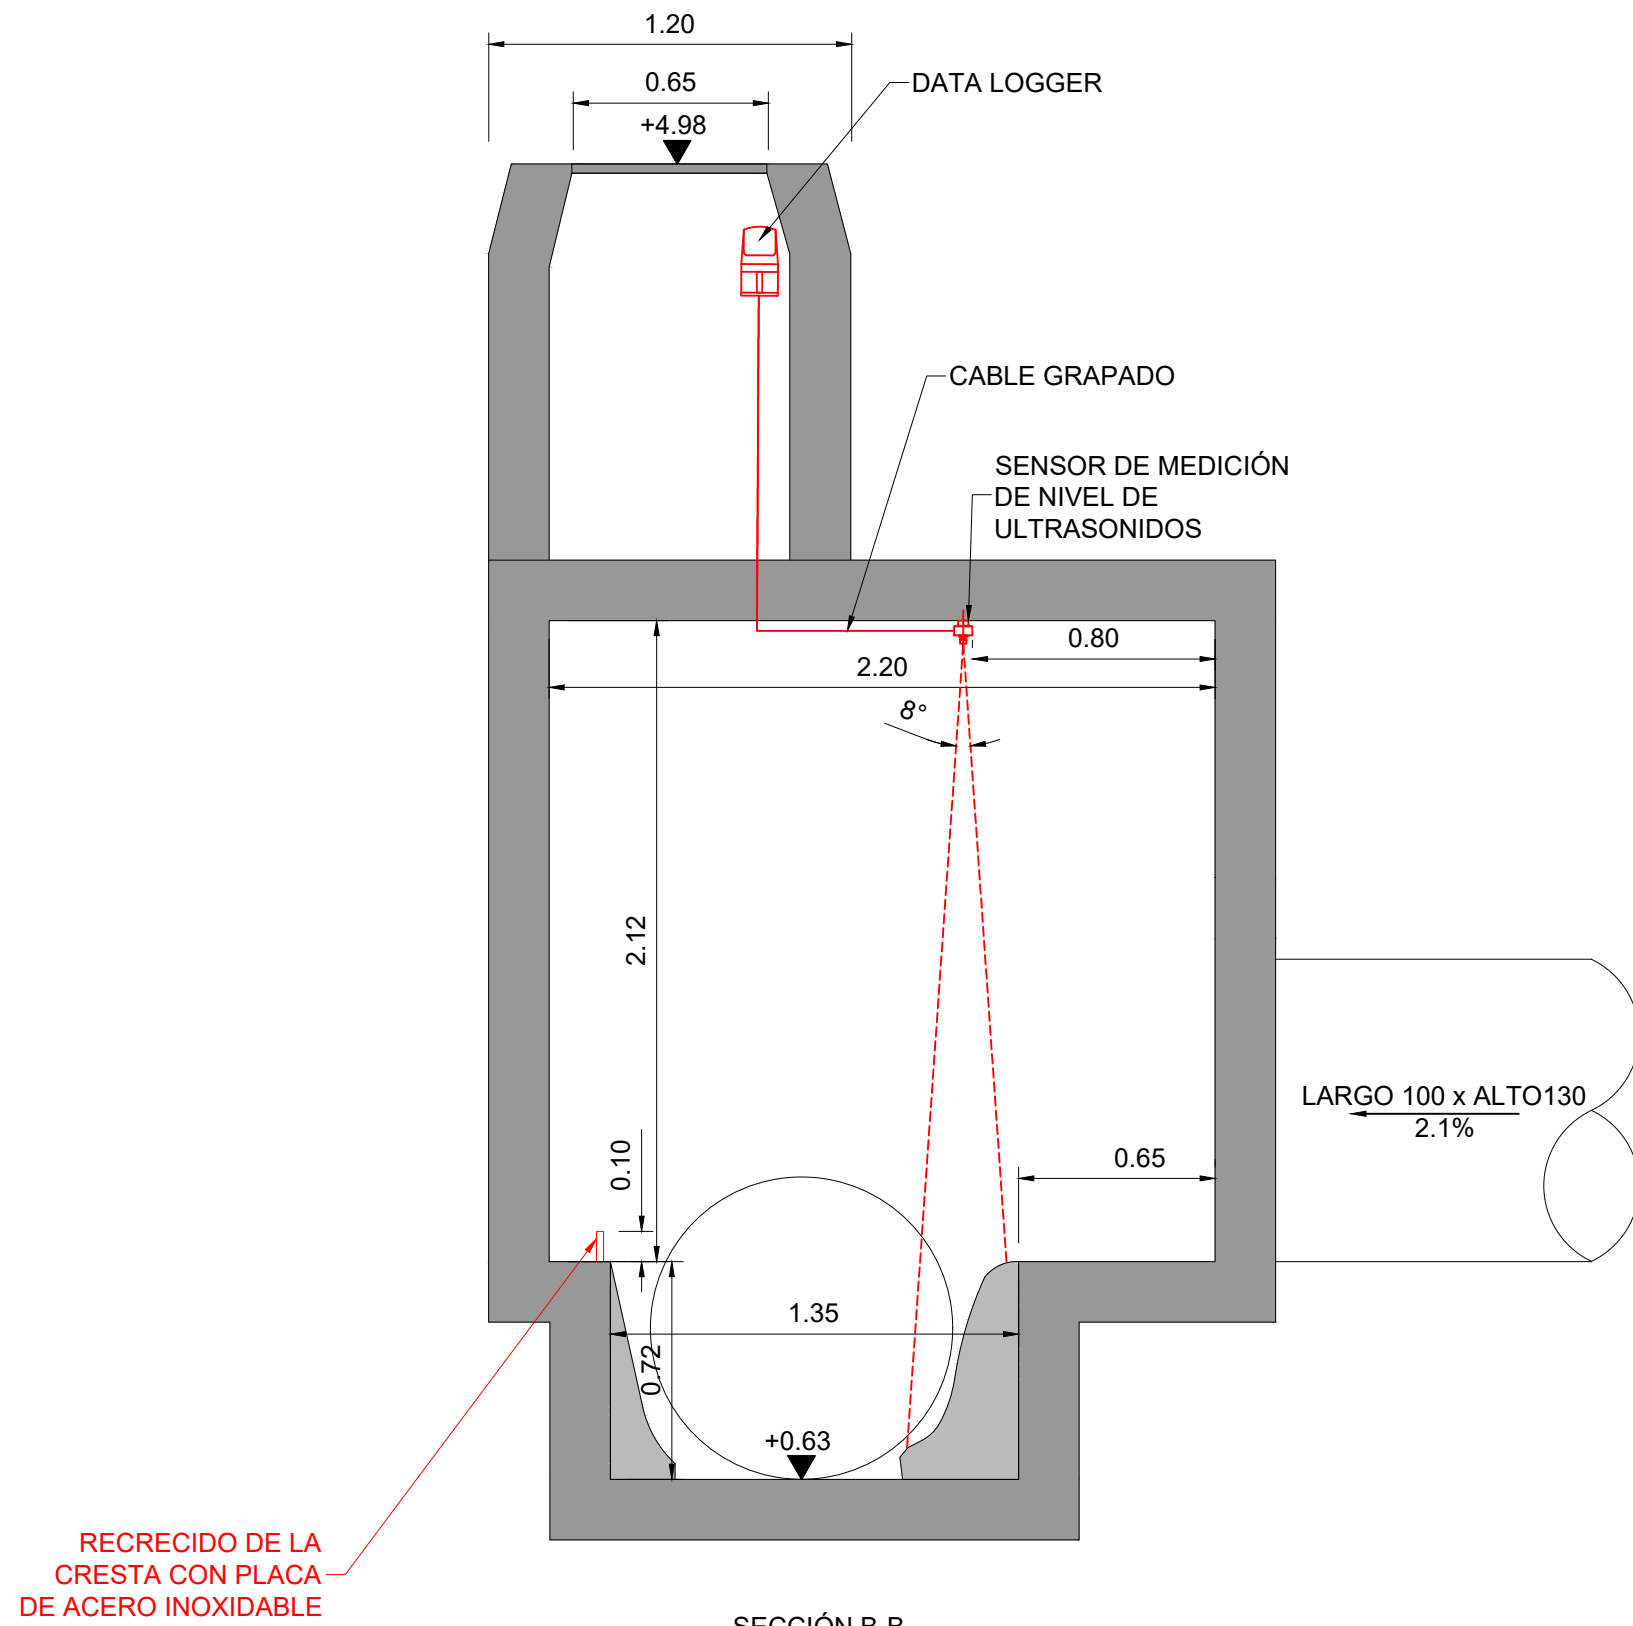 1.20
0.65
+4.98
DATA LOGGER
CABLE GRAPADO
SENSOR DE MEDICIÓN
DE NIVEL DE
ULTRASONIDOS
0.80
2.20
8°
2.12
LARGO 100 x ALTO130
2.1%
0.10
0.65
1.35
0.72
+0.63
RECRECIDO DE LA
CRESTA CON PLACA
DE ACERO INOXIDABLE
SECCIÓN B-B